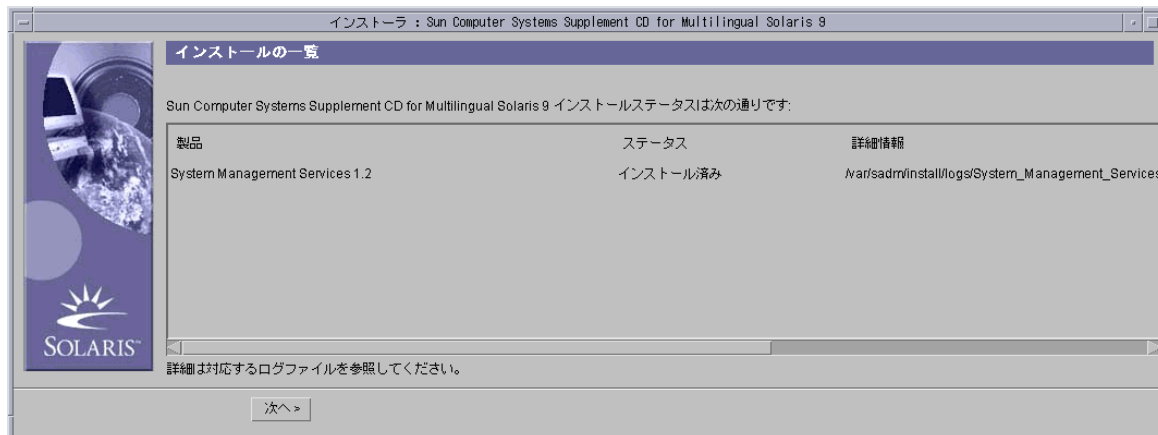 インストーラ : Sun Computer Systems Supplement CD for Multilingual Solaris 9
インストールの一覧
Sun Computer Systems Supplement CD for Multilingual Solaris 9 インストールステータスは次の通りです:
製品 ステータス 詳細情報
System Management Services 1.2 インストール済み /var/sadm/install/logs/System_Management_Services
SOLARIS™
詳細は対応するログファイルを参照してください。
次へ »